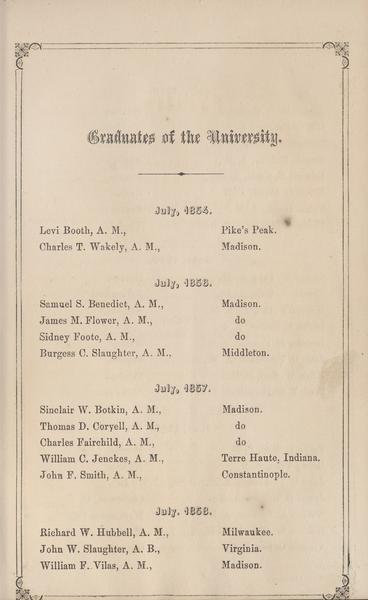 Graduates of the University.
July, 1854.
Levi Booth, A. M., Pike's Peak.
Charles T. Wakely, A. M., Madison.
July, 1856.
Samuel S. Benedict, A. M., Madison.
James M. Flower, A. M., do
Sidney Foote, A. M., do
Burgess C. Slaughter, A. M., Middleton.
July, 1857.
Sinclair W. Botkin, A. M., Madison.
Thomas D. Coryell, A. M., do
Charles Fairchild, A. M., do
William C. Jenckes, A. M., Terre Haute, Indiana.
John F. Smith, A. M., Constantinople.
July. 1858.
Richard W. Hubbell, A. M., Milwaukee.
John W. Slaughter, A. B., Virginia.
William F. Vilas, A. M., Madison.